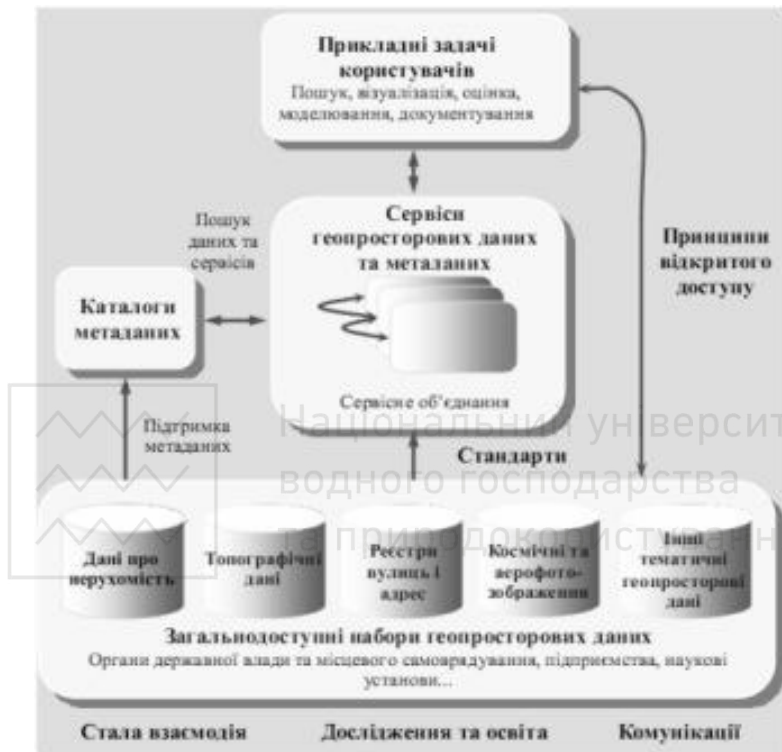 Прикладні задачі
користувачів
Пошук, візуалізація, оцінка,
моделювання, документування
Пошук
даних та
сервісів
Сервіси
геопросторових даних
та метаданих
Принципи
відкритого
доступу
Каталоги
метаданих
Сервісне об’єднання
Підтримка
метаданих
Національний університ
Стандарти
водного господарства
та природокористуванн
Дані про
нерухомість
Топографічні
дані
Реєстри
вулиць і
адрес
Космічні та
аерофото-
зображення
Інші
тематичні
геопросторові
дані
Загальнодоступні набори геопросторових даних
Органи державної влади та місцевого самоврядування, підприємства, наукові
установи...
Стала взаємодія
Дослідження та освіта
Комунікації